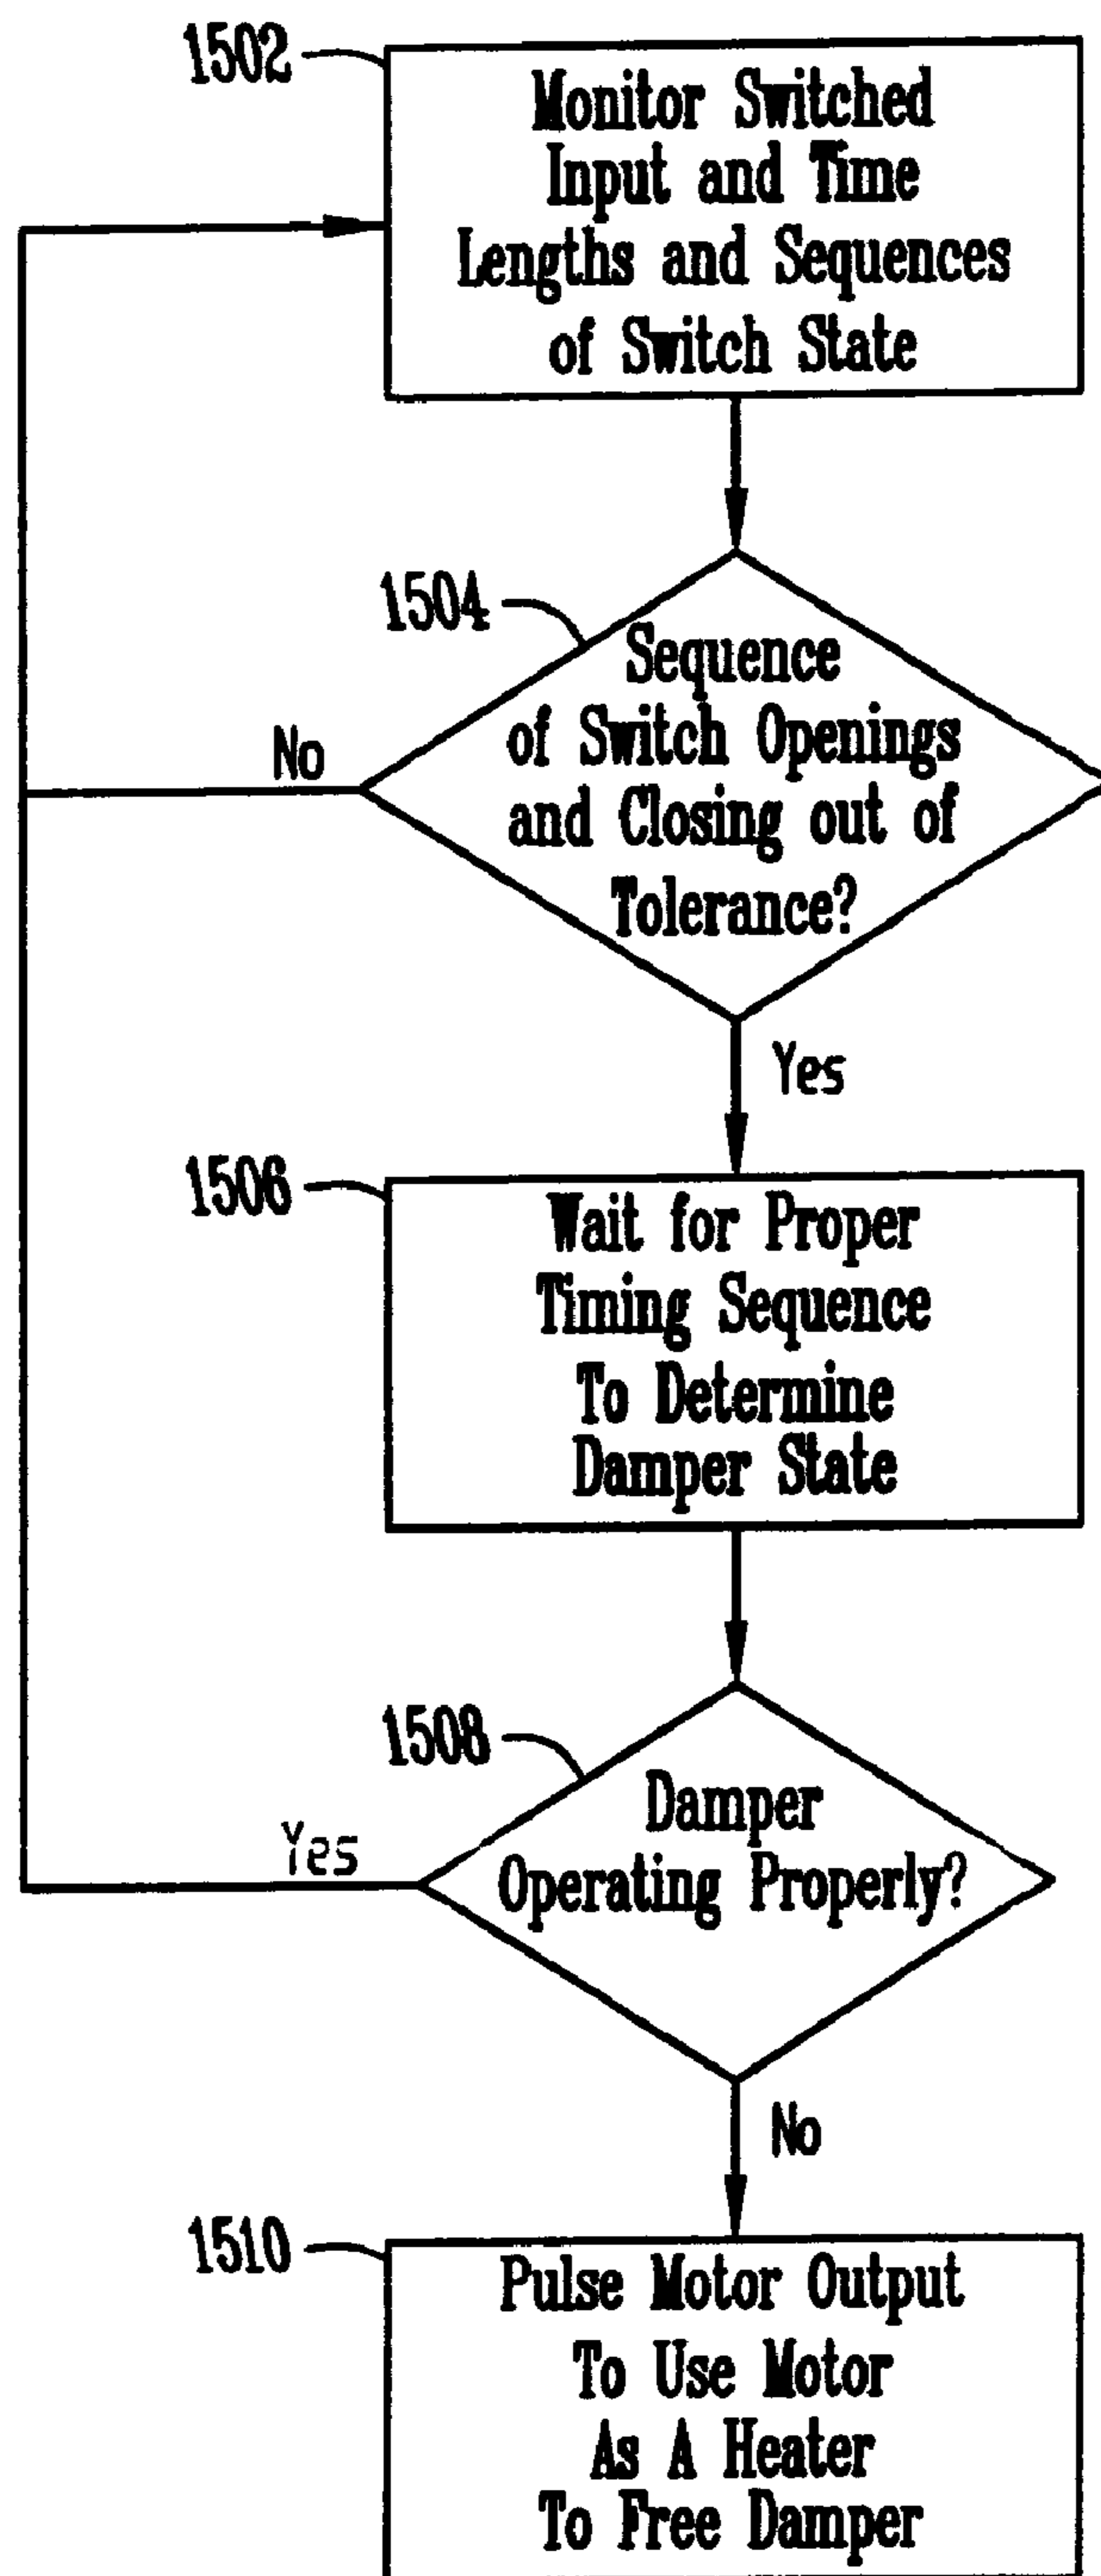 1502
Monitor Switched
Input and Time
Lengths and Sequences
of Switch State
1504
Sequence
of Switch Openings
and Closing out of
Tolerance?
No
Yes
1506
Wait for Proper
Timing Sequence
To Determine
Damper State
1508
Damper
Operating Properly?
Yes
No
1510
Pulse Motor Output
To Use Motor
As A Heater
To Free Damper